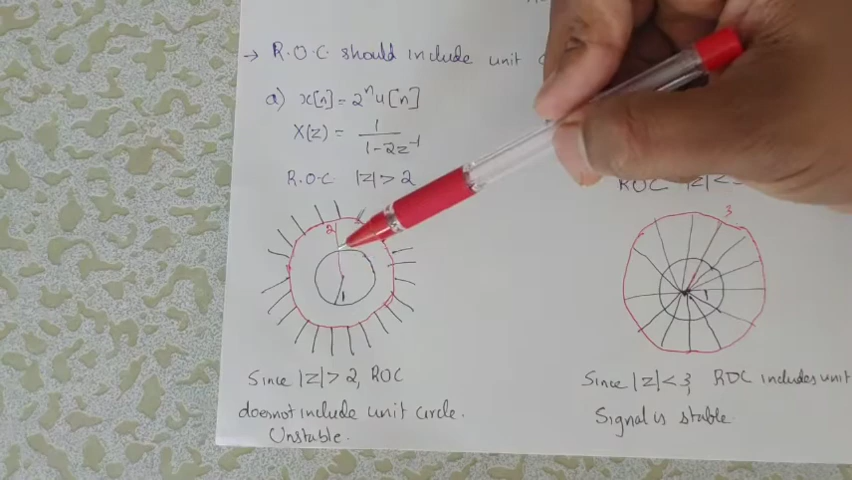 → R.O.C. should include unit
a) x[n] = 2ⁿ u[n]
X(z) = 1 / 1-2z⁻¹
R.O.C |z| > 2
2
1
Since |z| > 2, ROC
doesnot include unit circle.
Unstable.
ROC |z| <
3
1
Since |z| < 3, ROC includes unit
Signal is stable.